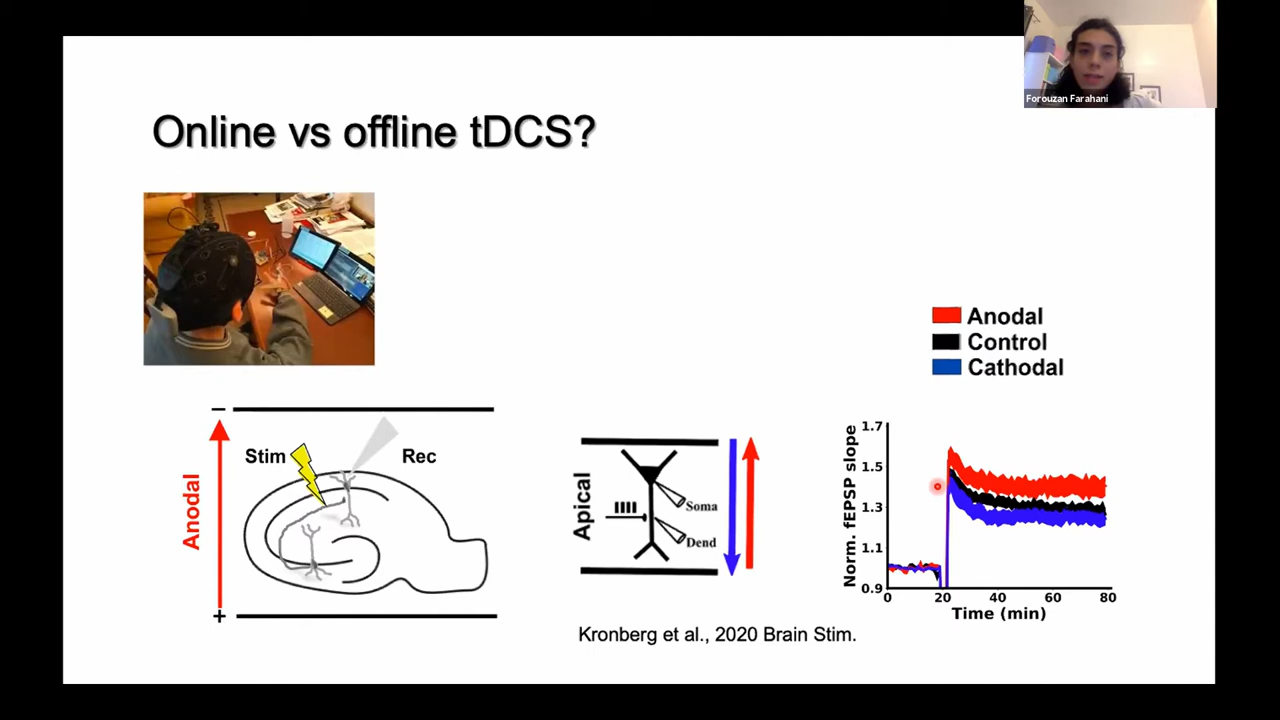 Forouzan Farahani
Online vs offline tDCS?
Anodal
Control
Cathodal
−
Stim
Rec
Anodal
+
Apical
Soma
Dend
Norm. fEPSP slope
1.7
1.5
1.3
1.1
0.9
0
20
40
60
80
Time (min)
Kronberg et al., 2020 Brain Stim.